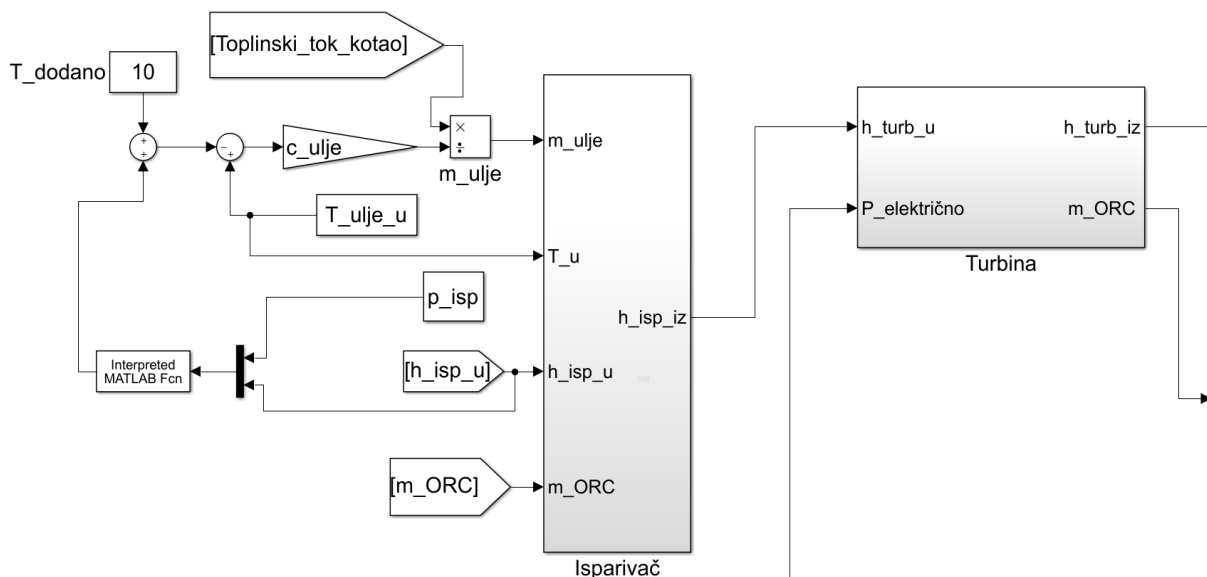 [Toplinski_tok_kotao]
T_dodano
10
+
+
-
+
c_ulje
×
÷
m_ulje
T_ulje_u
p_isp
Interpreted
MATLAB Fcn
[h_isp_u]
[m_ORC]
m_ulje
T_u
h_isp_u
m_ORC
h_isp_iz
Isparivač
h_turb_u
P_električno
h_turb_iz
m_ORC
Turbina